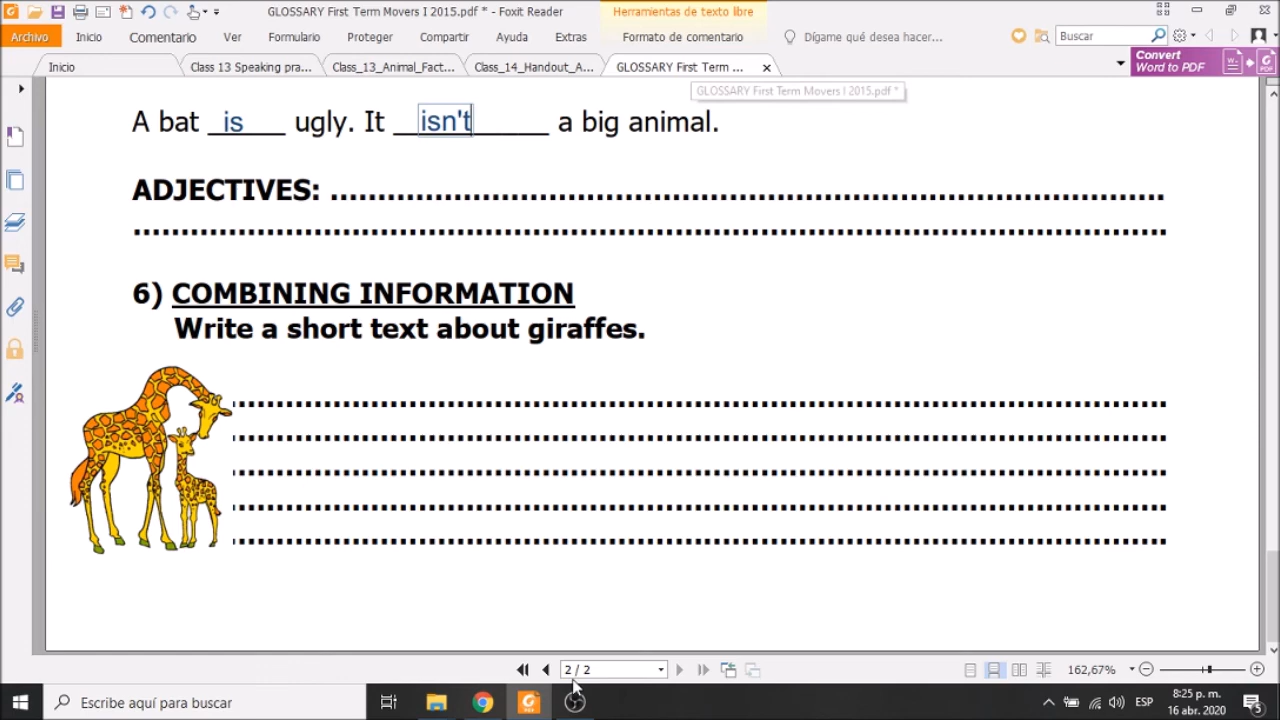 GLOSSARY First Term Movers I 2015.pdf * - Foxit Reader
Herramientas de texto libre
Archivo Inicio Comentario Ver Formulario Proteger Compartir Ayuda Extras Formato de comentario Dígame qué desea hacer... Buscar
Inicio Class 13 Speaking pra... Class_13_Animal_Fact... Class_14_Handout_A... GLOSSARY First Term ... Convert Word to PDF
GLOSSARY First Term Movers I 2015.pdf *
A bat is ugly. It isn't a big animal.
ADJECTIVES: ..........................................................................................
..............................................................................................................
6) COMBINING INFORMATION
Write a short text about giraffes.
2 / 2 162,67%
Escribe aquí para buscar ESP 8:25 p. m.
16 abr. 2020 5